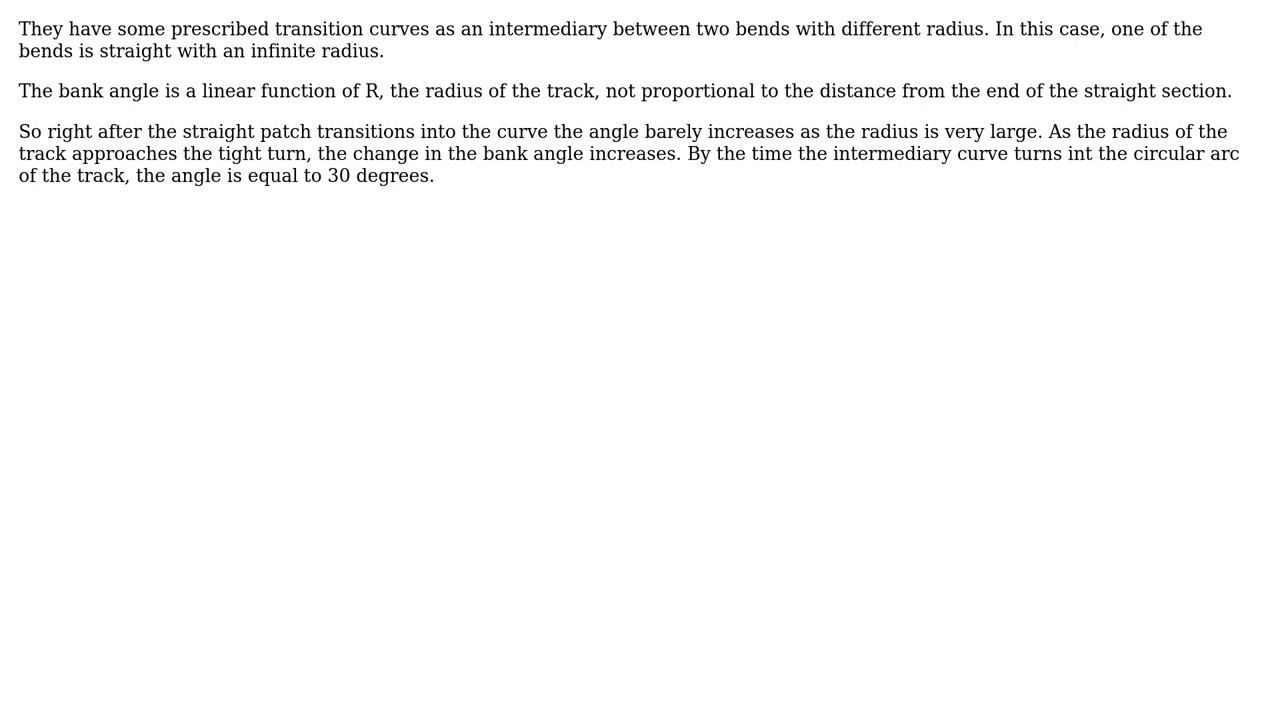 They have some prescribed transition curves as an intermediary between two bends with different radius. In this case, one of the
bends is straight with an infinite radius.
The bank angle is a linear function of R, the radius of the track, not proportional to the distance from the end of the straight section.
So right after the straight patch transitions into the curve the angle barely increases as the radius is very large. As the radius of the
track approaches the tight turn, the change in the bank angle increases. By the time the intermediary curve turns int the circular arc
of the track, the angle is equal to 30 degrees.